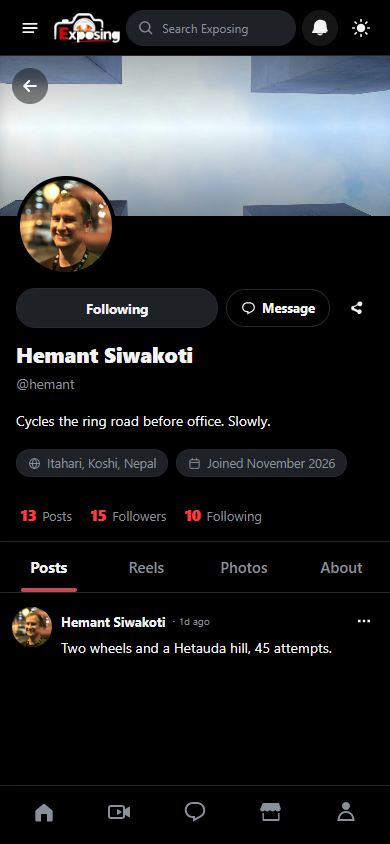 Exposing
Search Exposing
Following
Message
Hemant Siwakoti
@hemant
Cycles the ring road before office. Slowly.
Itahari, Koshi, Nepal
Joined November 2026
13 Posts 15 Followers 10 Following
Posts Reels Photos About
Hemant Siwakoti · 1d ago
Two wheels and a Hetauda hill, 45 attempts.